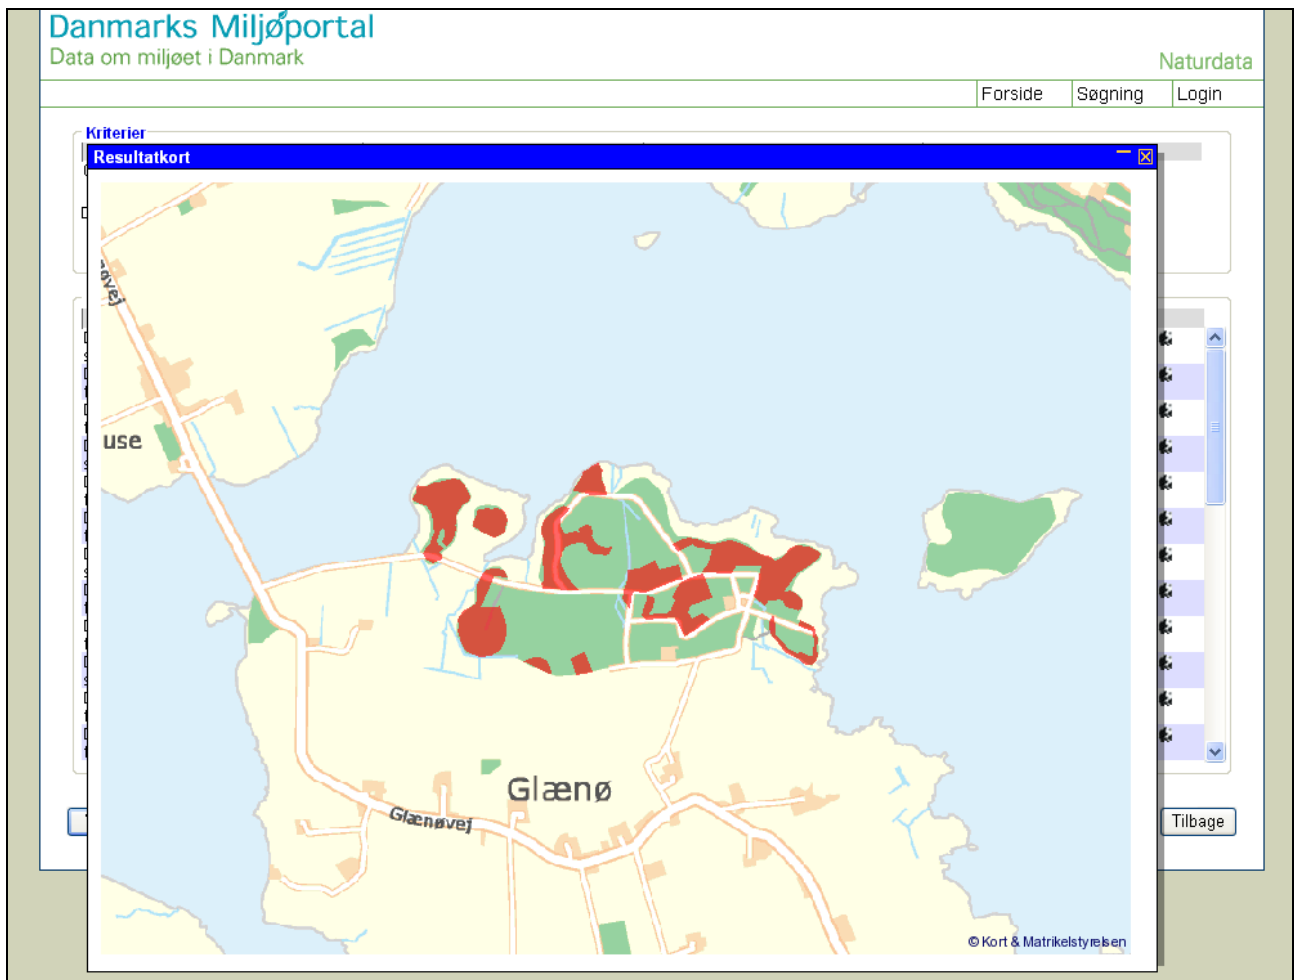 Danmarks Miljøportal
Data om miljøet i Danmark
Naturdata
Forside
Søgning
Login
Kriterier
Resultatkort
use
Glænø
Glænøvej
© Kort & Matrikelstyrelsen
Tilbage